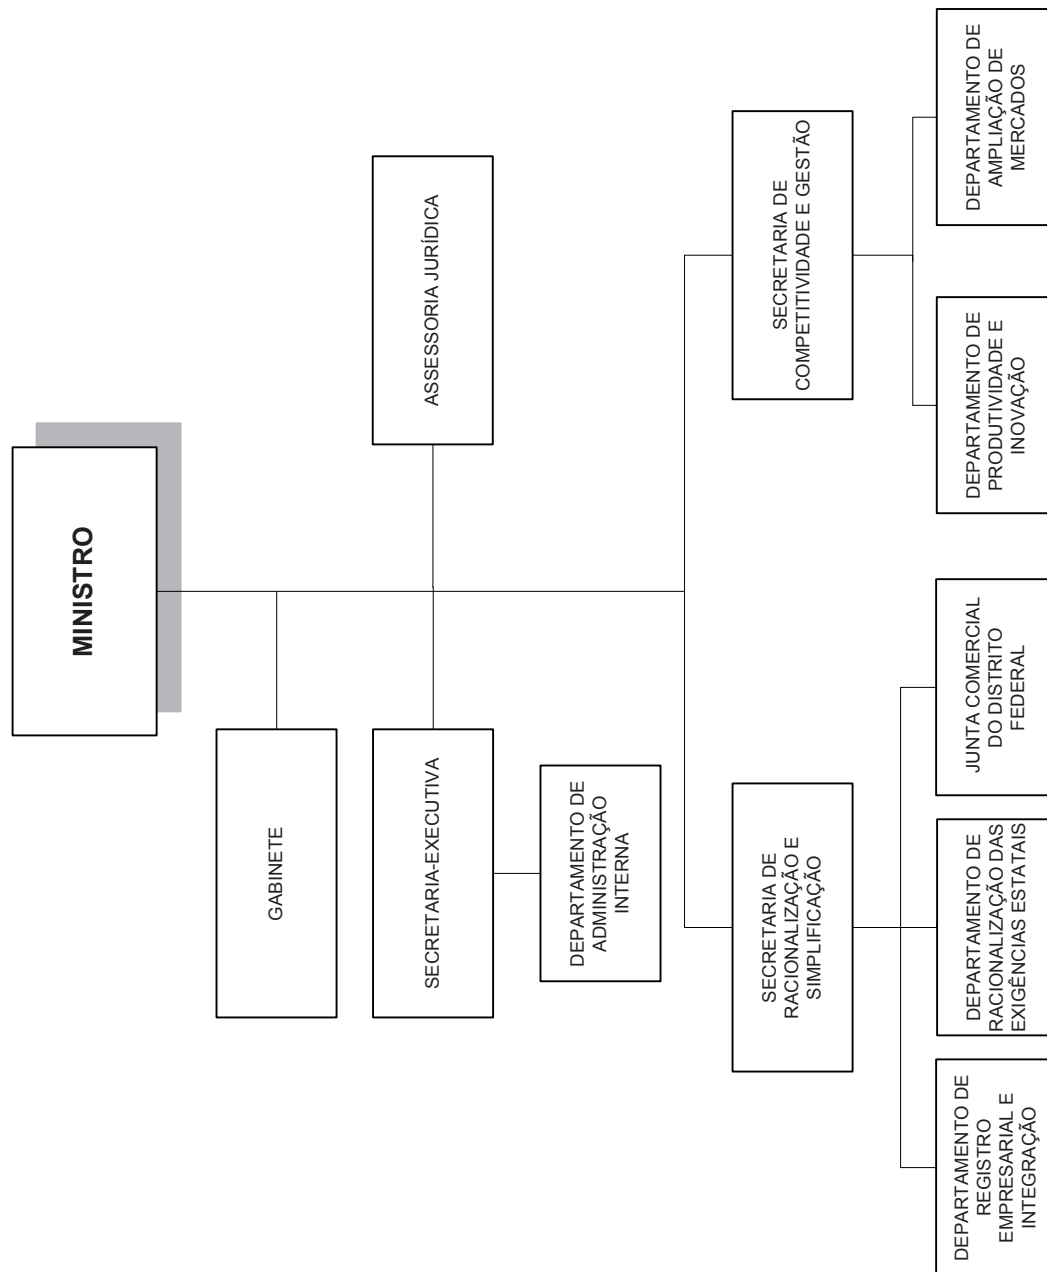 MINISTRO
GABINETE
SECRETARIA-EXECUTIVA
ASSESSORIA JURÍDICA
DEPARTAMENTO DE
ADMINISTRAÇÃO
INTERNA
SECRETARIA DE
RACIONALIZAÇÃO E
SIMPLIFICAÇÃO
SECRETARIA DE
COMPETITIVIDADE E GESTÃO
DEPARTAMENTO DE
REGISTRO
EMPRESARIAL E
INTEGRAÇÃO
DEPARTAMENTO DE
RACIONALIZAÇÃO DAS
EXIGÊNCIAS ESTATAIS
JUNTA COMERCIAL
DO DISTRITO
FEDERAL
DEPARTAMENTO DE
PRODUTIVIDADE E
INOVAÇÃO
DEPARTAMENTO DE
AMPLIAÇÃO DE
MERCADOS